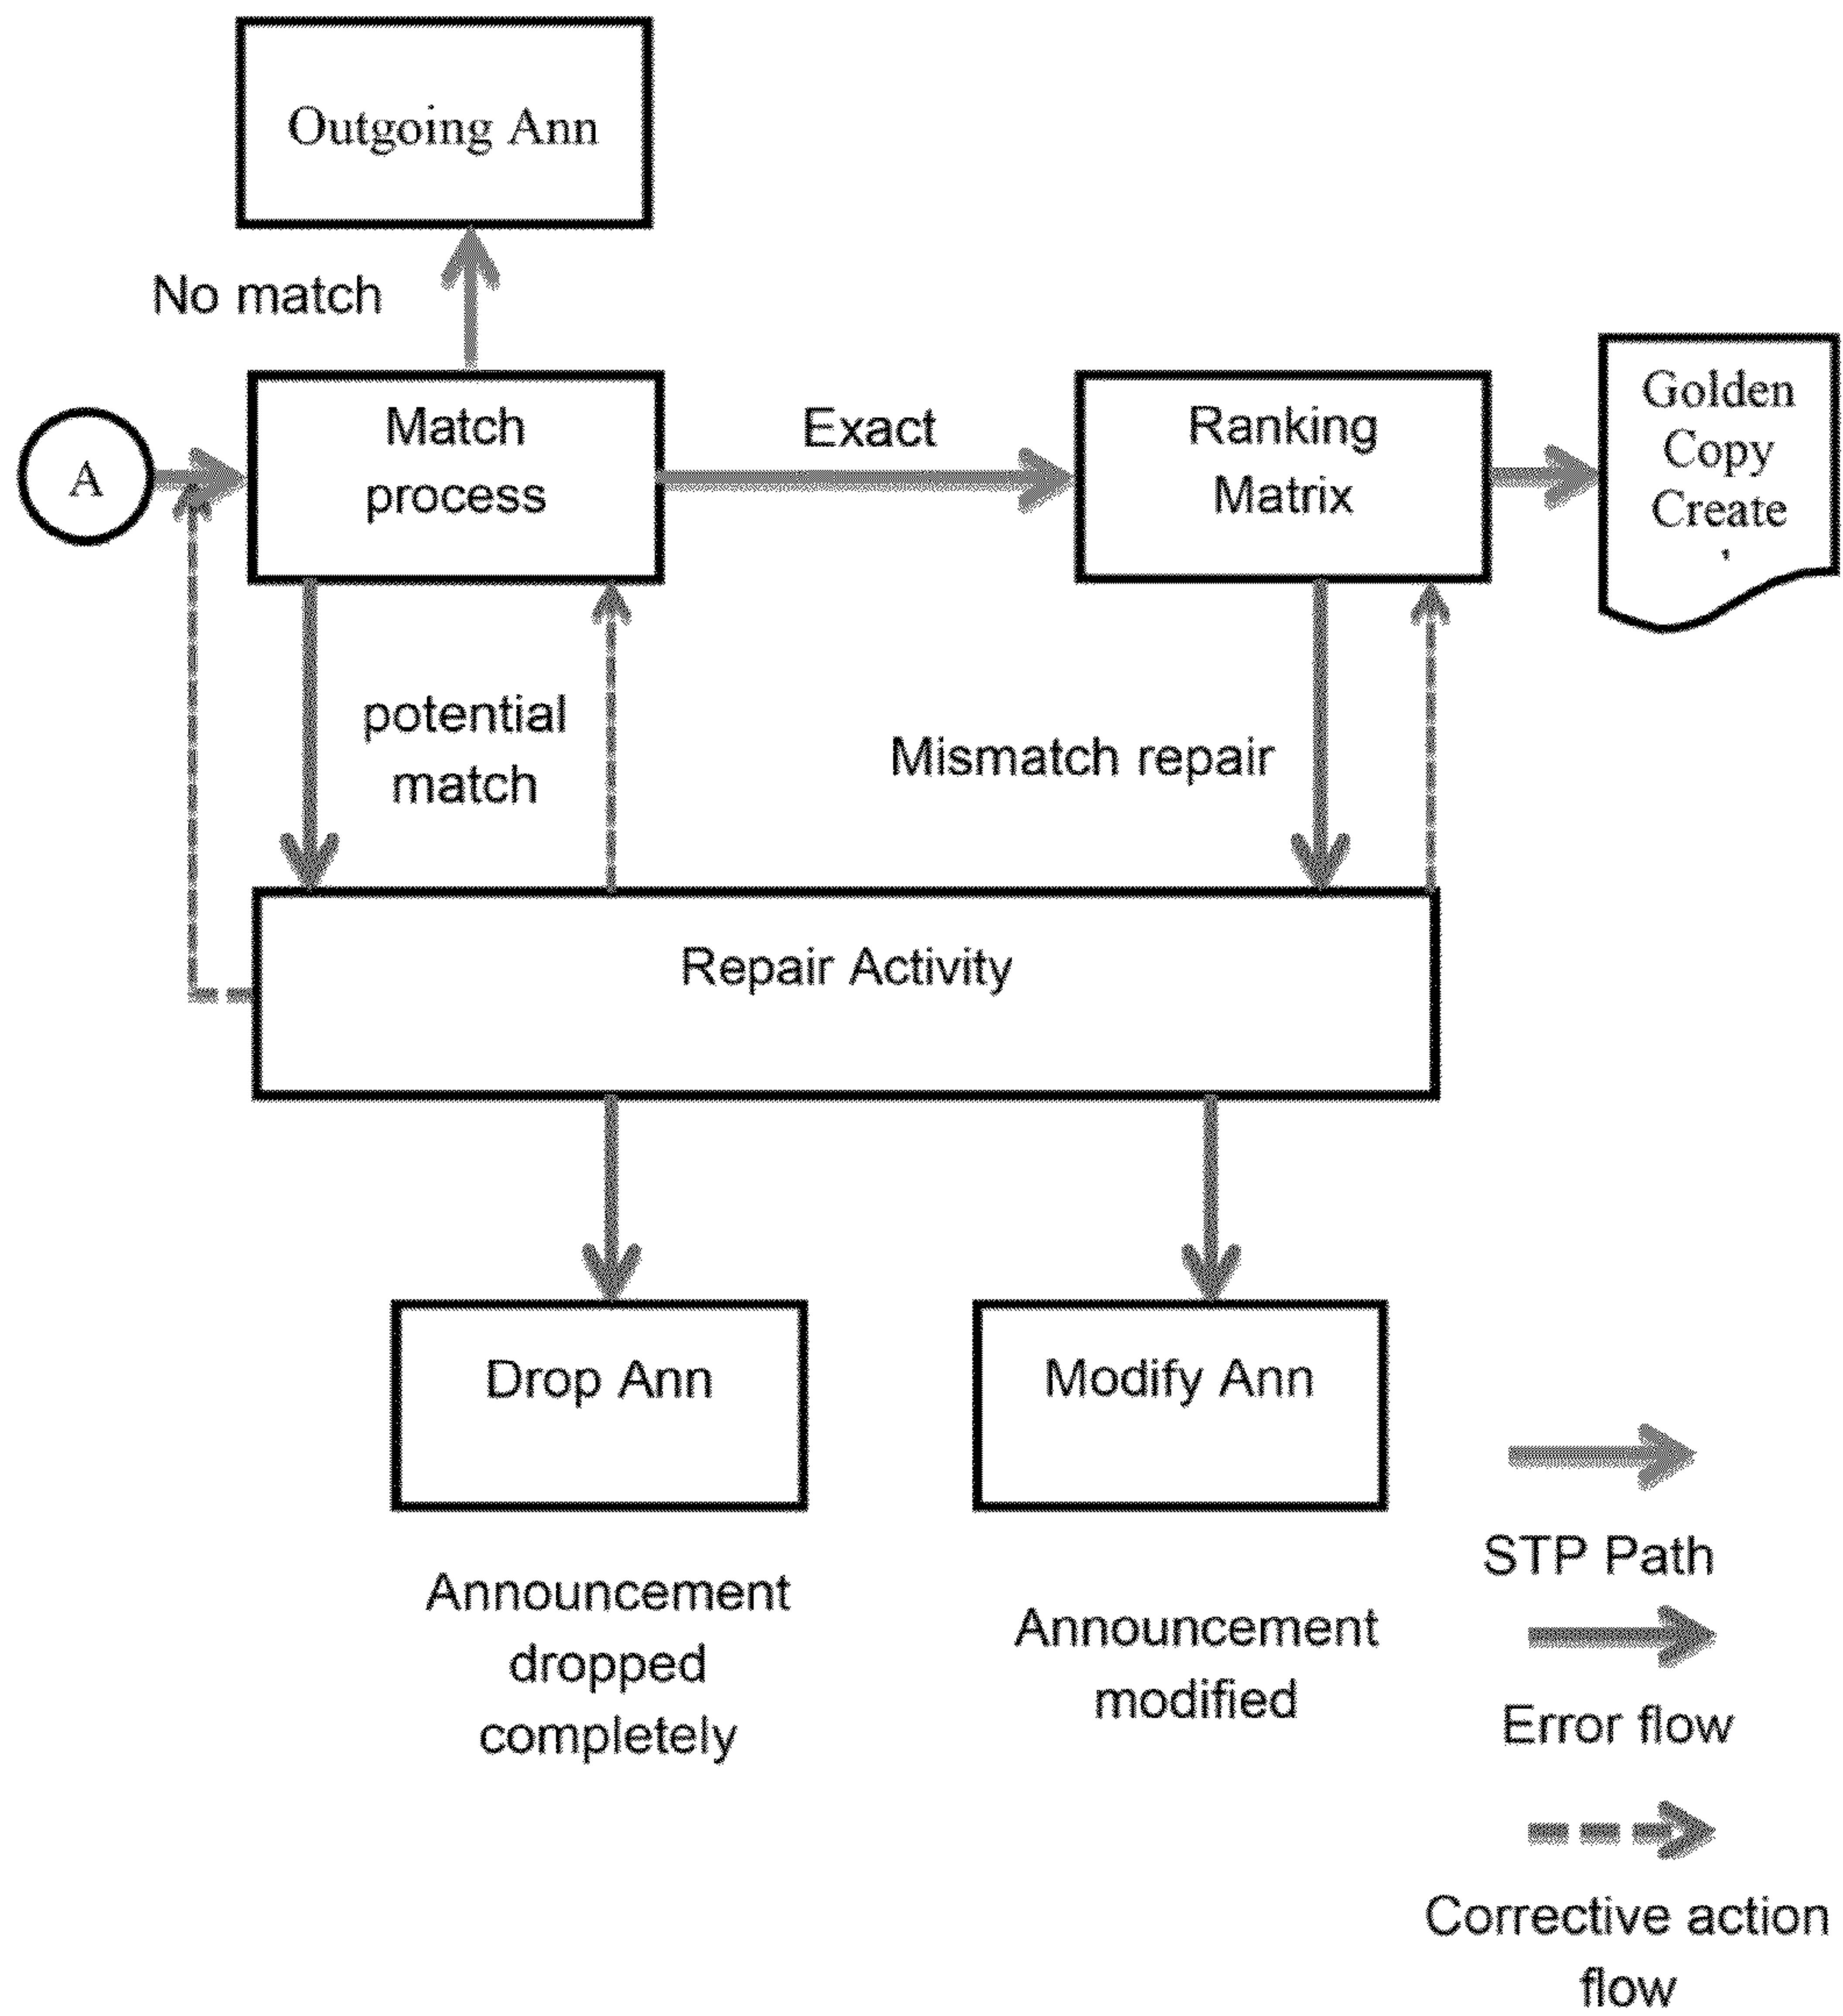 Outgoing Ann
No match
A
Match
process
Exact
Ranking
Matrix
Golden
Copy
Create
potential
match
Mismatch repair
Repair Activity
Drop Ann
Modify Ann
Announcement
dropped
completely
Announcement
modified
STP Path
Error flow
Corrective action
flow